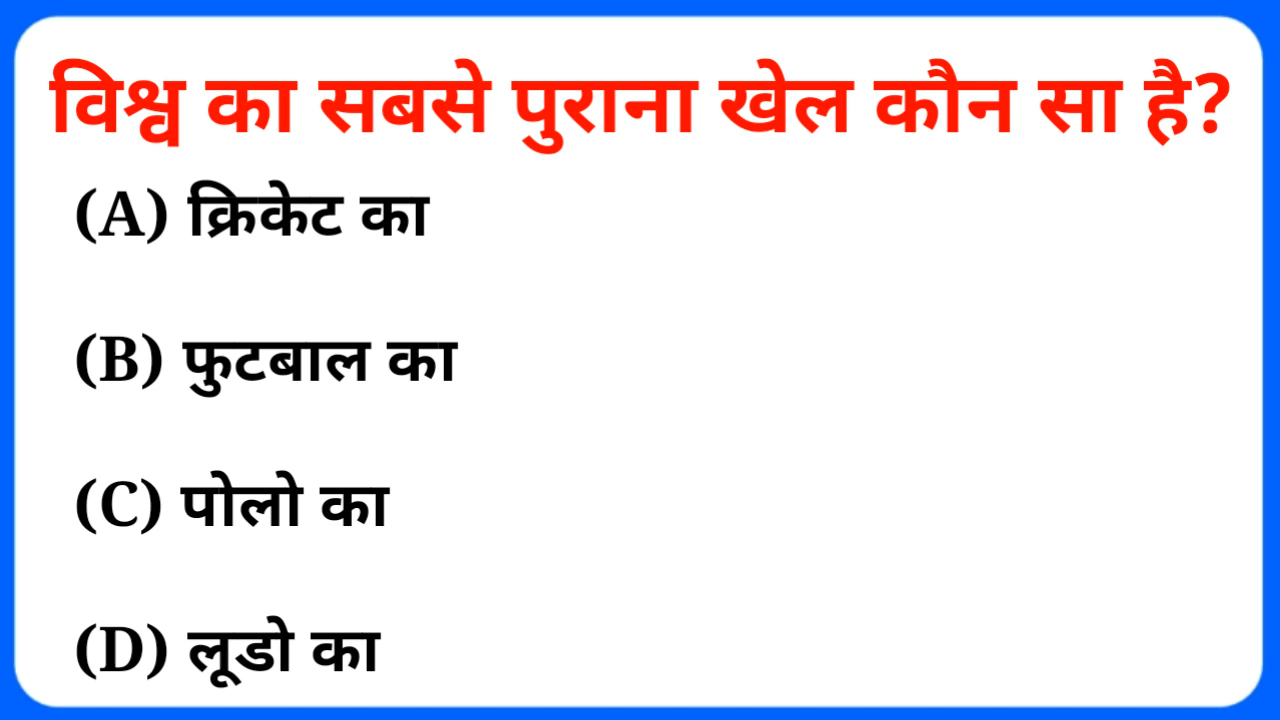 विश्व का सबसे पुराना खेल कौन सा है?
(A) क्रिकेट का
(B) फुटबाल का
(C) पोलो का
(D) लूडो का